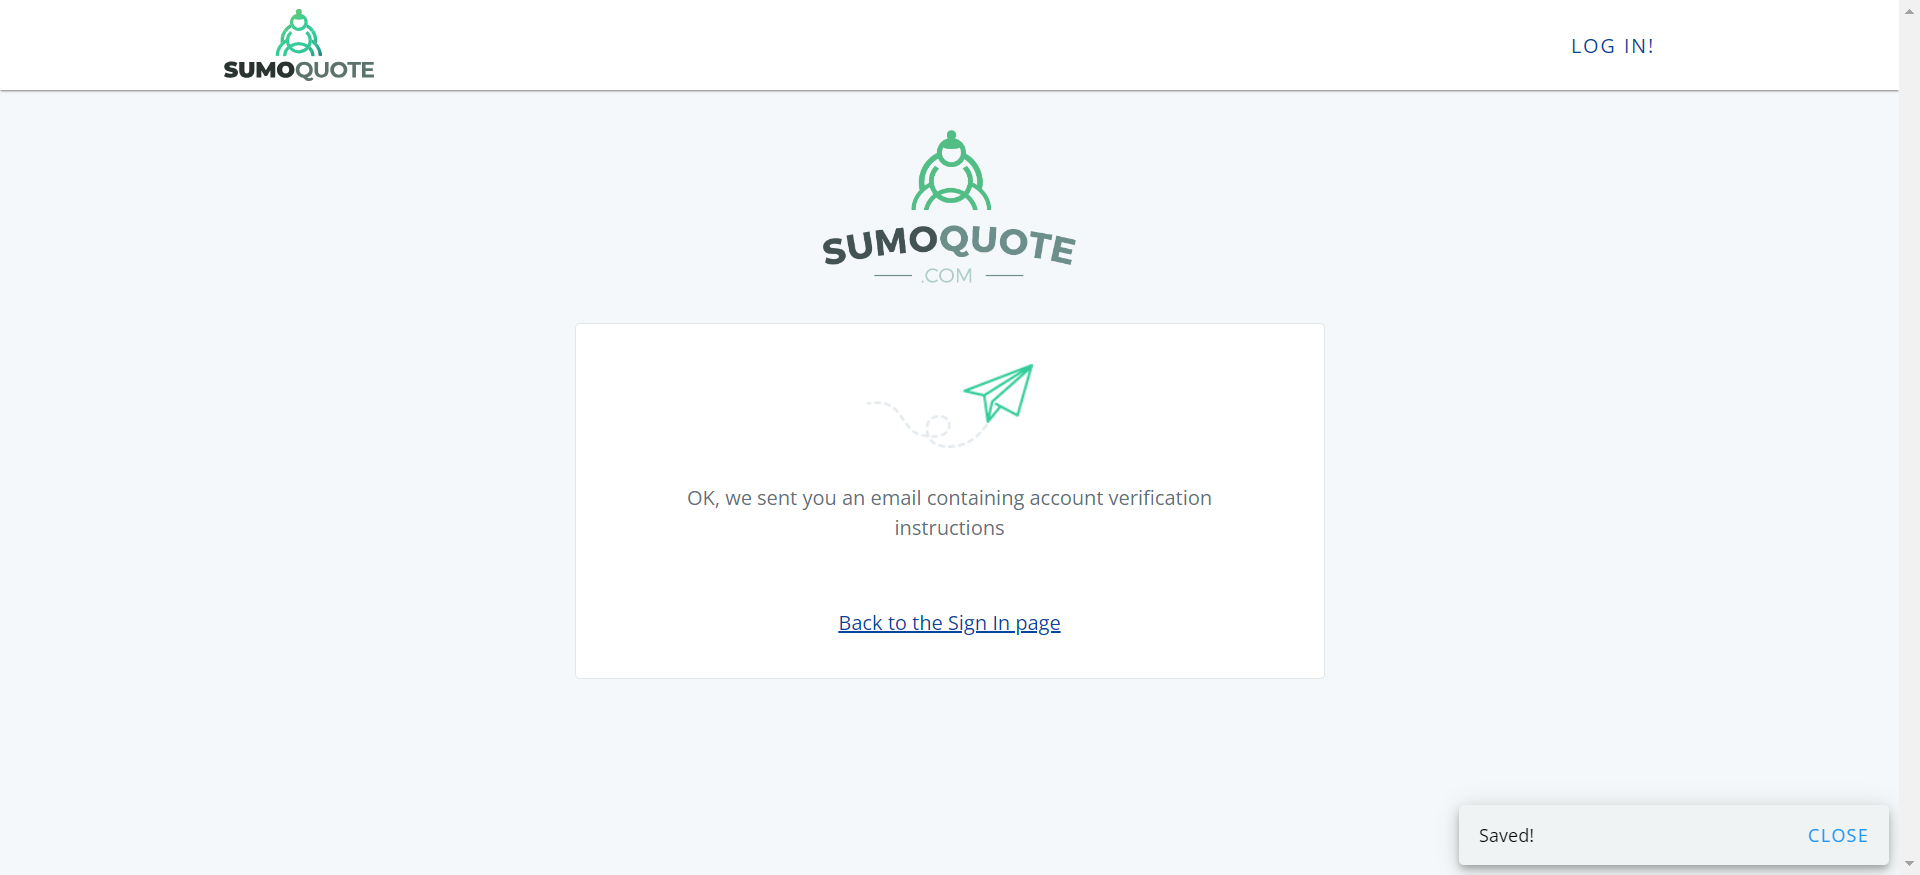 SUMOQUOTE
LOG IN!
SUMOQUOTE
.COM
OK, we sent you an email containing account verification
instructions
Back to the Sign In page
Saved!
CLOSE